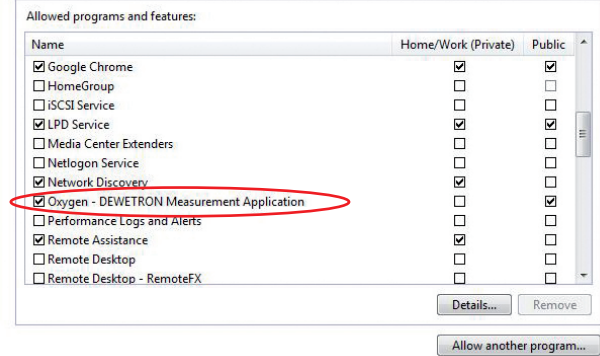 Allowed programs and features:
Name Home/Work (Private) Public
Google Chrome
HomeGroup
iSCSI Service
LPD Service
Media Center Extenders
Netlogon Service
Network Discovery
Oxygen - DEWETRON Measurement Application
Performance Logs and Alerts
Remote Assistance
Remote Desktop
Remote Desktop - RemoteFX
Details... Remove
Allow another program...